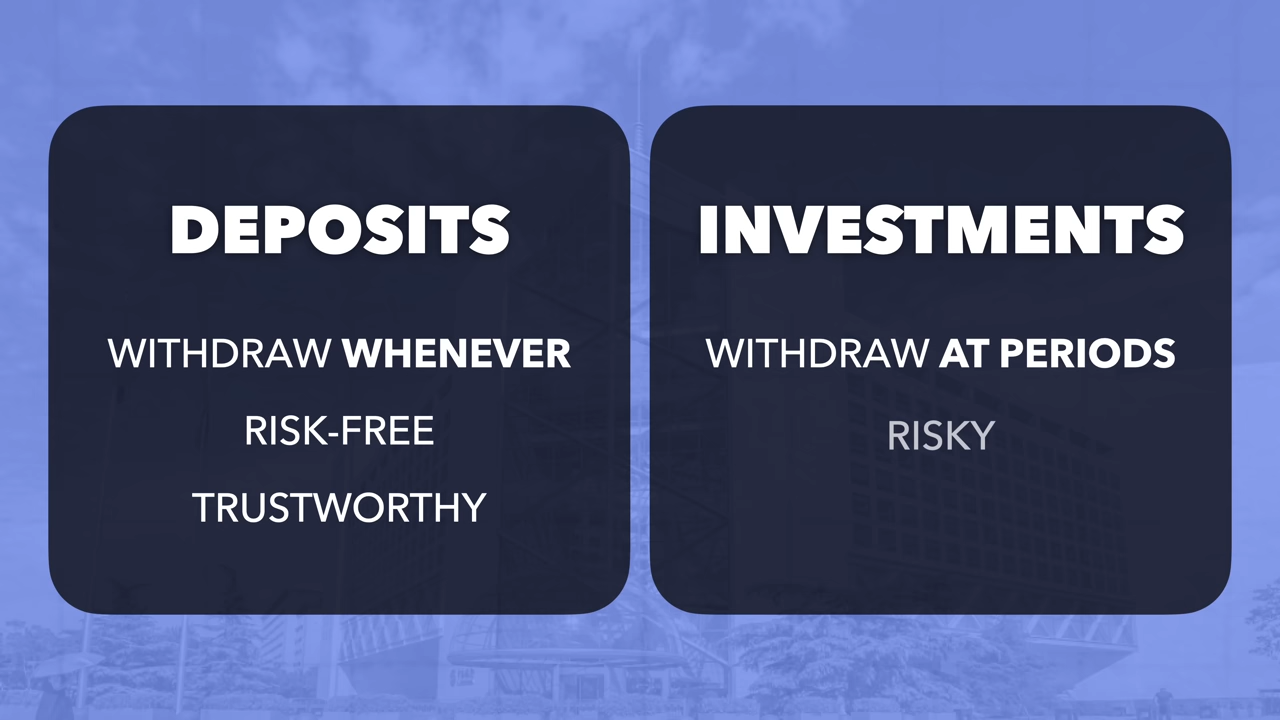 DEPOSITS
WITHDRAW WHENEVER
RISK-FREE
TRUSTWORTHY
INVESTMENTS
WITHDRAW AT PERIODS
RISKY